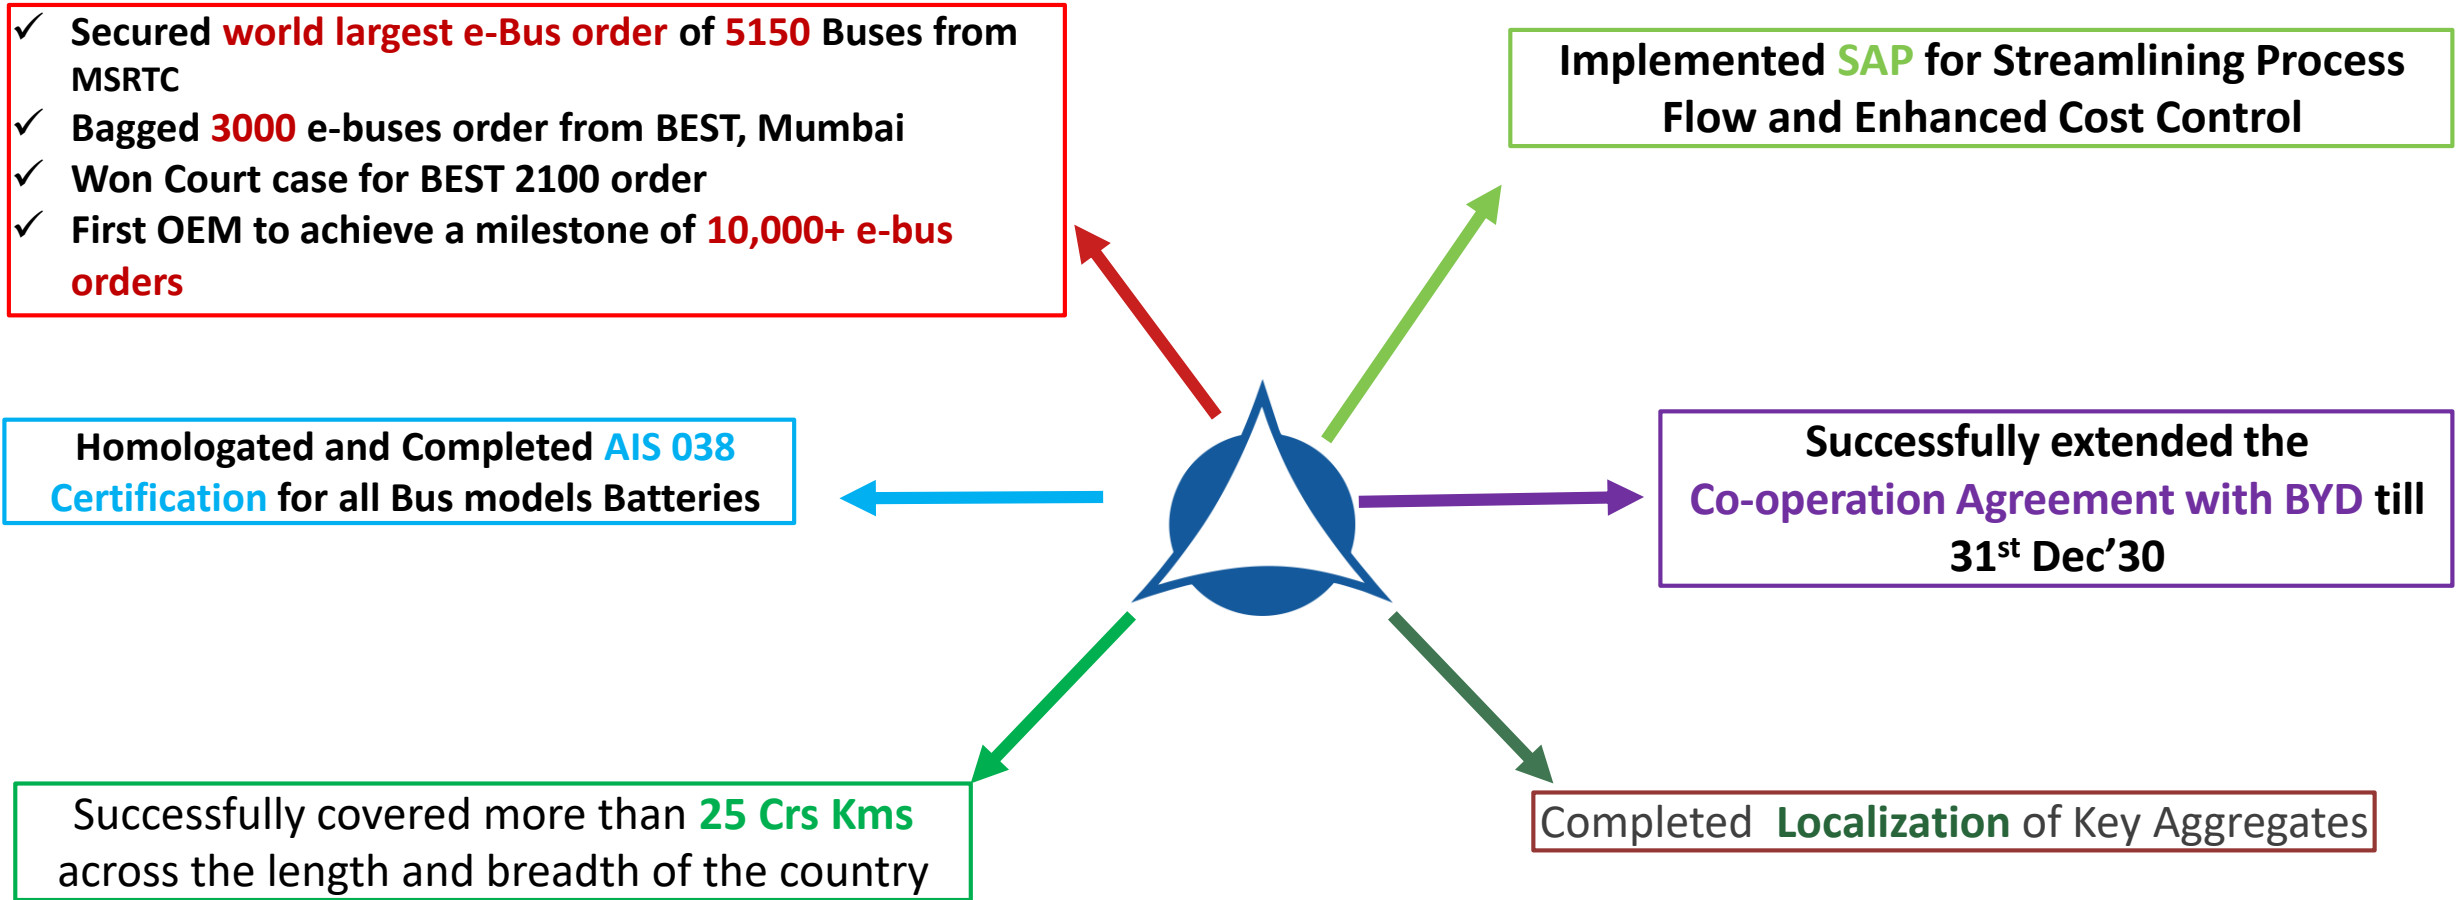 ✓ Secured world largest e-Bus order of 5150 Buses from
MSRTC
✓ Bagged 3000 e-buses order from BEST, Mumbai
✓ Won Court case for BEST 2100 order
✓ First OEM to achieve a milestone of 10,000+ e-bus
orders
Implemented SAP for Streamlining Process
Flow and Enhanced Cost Control
Homologated and Completed AIS 038
Certification for all Bus models Batteries
Successfully extended the
Co-operation Agreement with BYD till
31st Dec’30
Successfully covered more than 25 Crs Kms
across the length and breadth of the country
Completed Localization of Key Aggregates